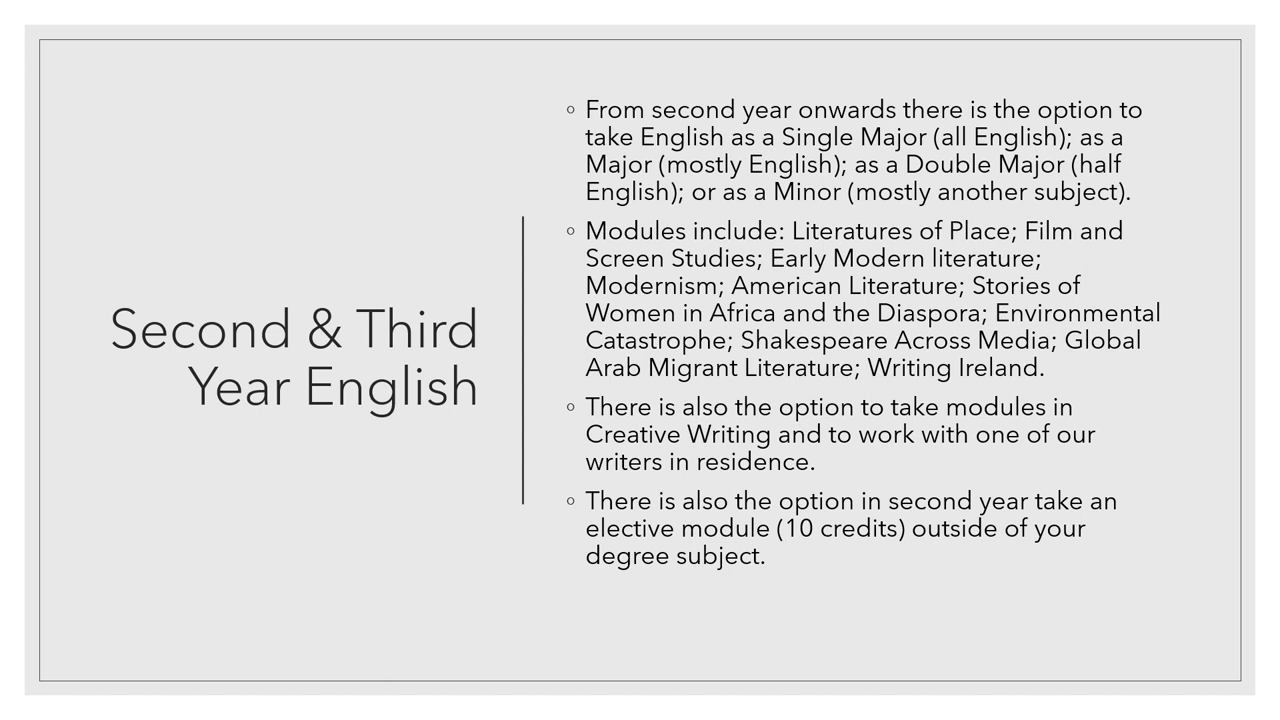 Second & Third
Year English
◦ From second year onwards there is the option to
take English as a Single Major (all English); as a
Major (mostly English); as a Double Major (half
English); or as a Minor (mostly another subject).
◦ Modules include: Literatures of Place; Film and
Screen Studies; Early Modern literature;
Modernism; American Literature; Stories of
Women in Africa and the Diaspora; Environmental
Catastrophe; Shakespeare Across Media; Global
Arab Migrant Literature; Writing Ireland.
◦ There is also the option to take modules in
Creative Writing and to work with one of our
writers in residence.
◦ There is also the option in second year take an
elective module (10 credits) outside of your
degree subject.